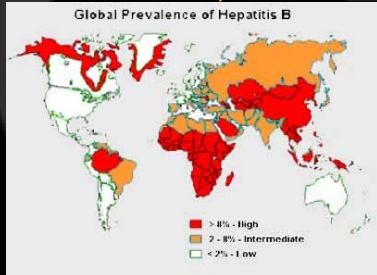 Global Prevalence of Hepatitis B
> 8% - High
2 - 8% - Intermediate
< 2% - Low